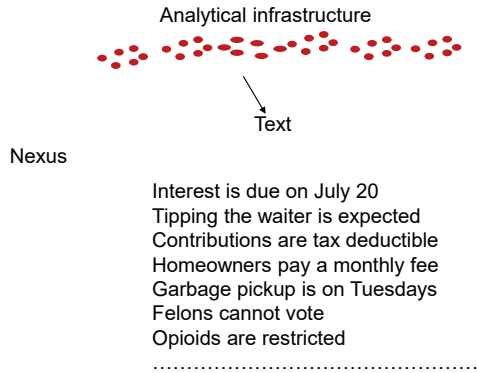 Analytical infrastructure
Text
Nexus
Interest is due on July 20
Tipping the waiter is expected
Contributions are tax deductible
Homeowners pay a monthly fee
Garbage pickup is on Tuesdays
Felons cannot vote
Opioids are restricted
................................................